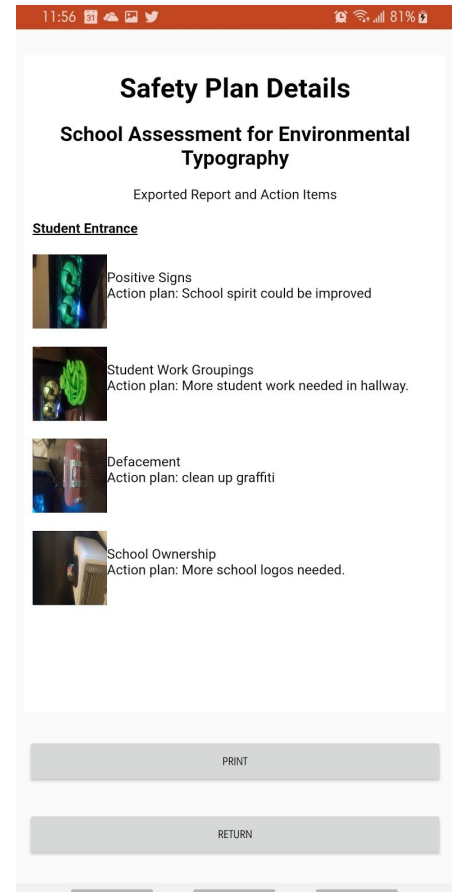 11:56 31 81%
Safety Plan Details
School Assessment for Environmental
Typography
Exported Report and Action Items
Student Entrance
Positive Signs
Action plan: School spirit could be improved
Student Work Groupings
Action plan: More student work needed in hallway.
Defacement
Action plan: clean up graffiti
School Ownership
Action plan: More school logos needed.
PRINT
RETURN